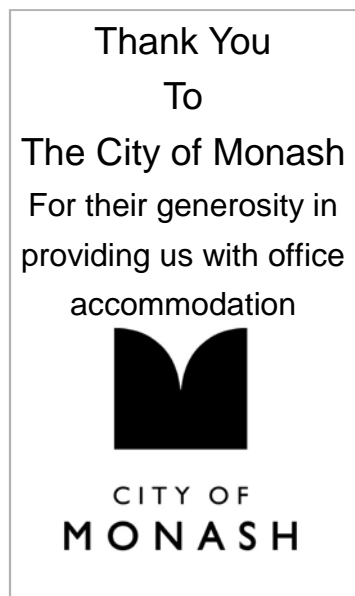 Thank You
To
The City of Monash
For their generosity in
providing us with office
accommodation
CITY OF
MONASH